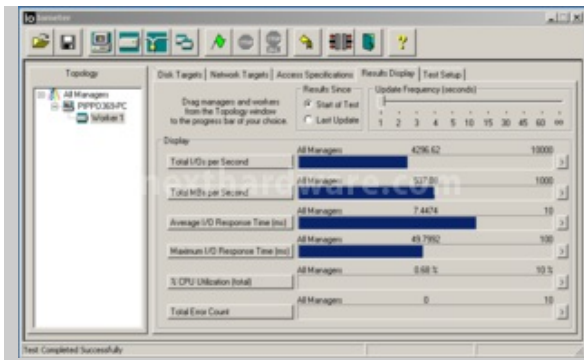 Iometer
Topology
All Managers
PIPPO369-PC
Worker 1
Disk Targets
Network Targets
Access Specifications
Results Display
Test Setup
Drag managers and workers
from the Topology window
to the progress bar of your choice.
Results Since
Start of Test
Last Update
Update Frequency (seconds)
1 2 3 4 5 10 15 30 45 60 ∞
Display
All Managers 4296.62 10000
Total I/Os per Second
All Managers 537.08 1000
Total MBs per Second
nexthardware.com
All Managers 7.4474 10
Average I/O Response Time (ms)
All Managers 49.7992 100
Maximum I/O Response Time (ms)
All Managers 0.68 % 10 %
% CPU Utilization (total)
All Managers 0 10
Total Error Count
Test Completed Successfully